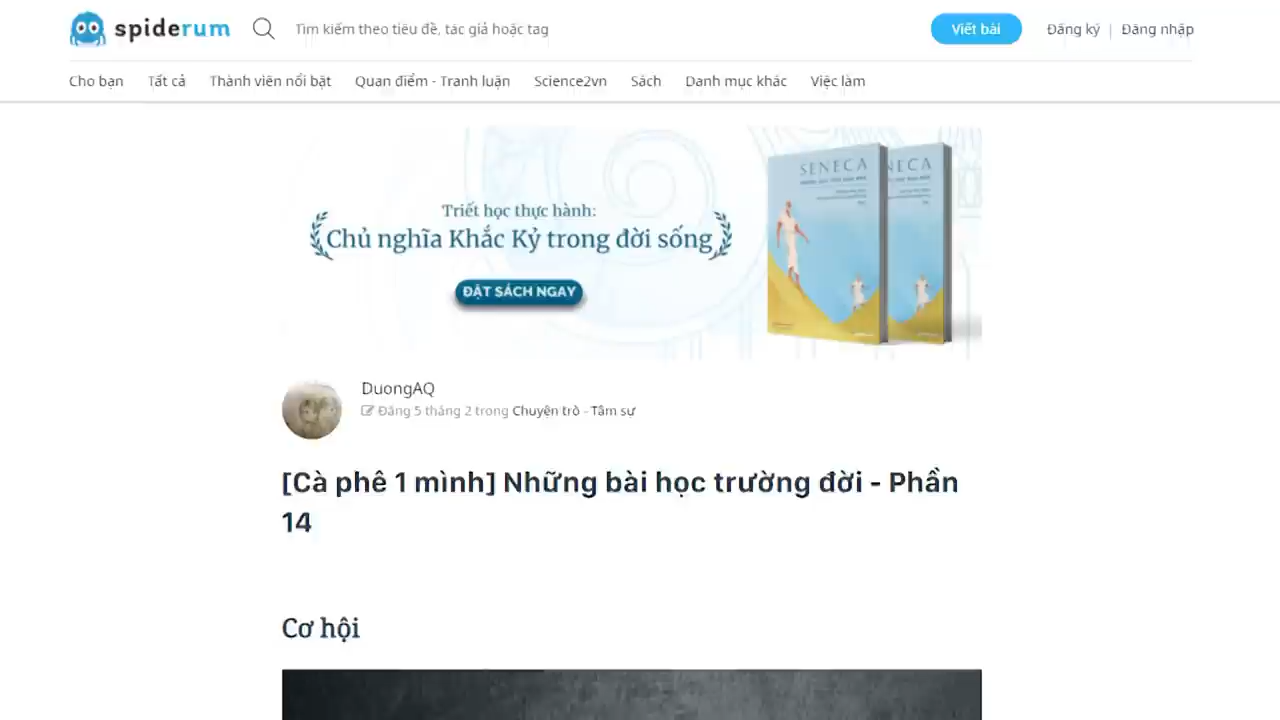 spiderum
Tìm kiếm theo tiêu đề, tác giả hoặc tag
Viết bài
Đăng ký
Đăng nhập
Cho bạn
Tất cả
Thành viên nổi bật
Quan điểm - Tranh luận
Science2vn
Sách
Danh mục khác
Việc làm
Triết học thực hành:
Chủ nghĩa Khắc Kỷ trong đời sống
ĐẶT SÁCH NGAY
SENECA
NECA
DuongAQ
Đăng 5 tháng 2 trong Chuyện trò - Tâm sự
[Cà phê 1 mình] Những bài học trường đời - Phần
14
Cơ hội